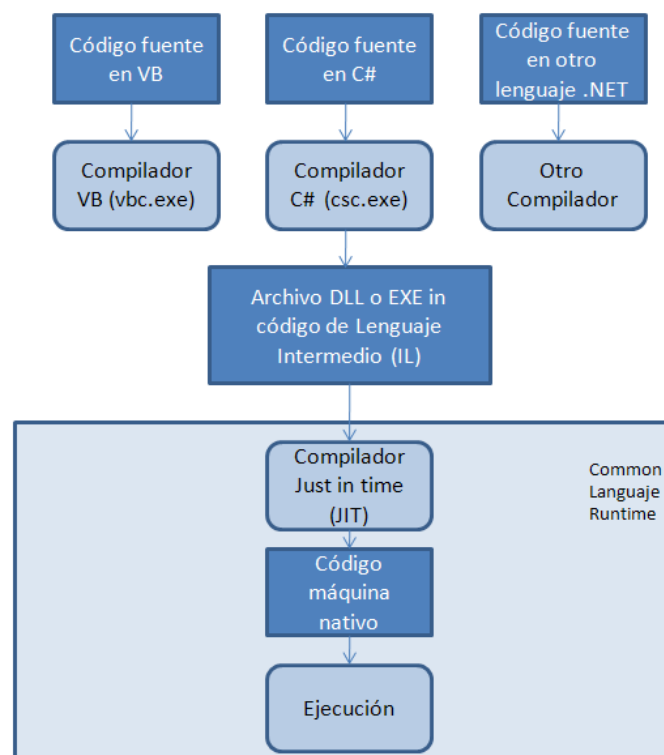 Código fuente
en VB
Código fuente
en C#
Código fuente
en otro
lenguaje .NET
Compilador
VB (vbc.exe)
Compilador
C# (csc.exe)
Otro
Compilador
Archivo DLL o EXE in
código de Lenguaje
Intermedio (IL)
Compilador
Just in time
(JIT)
Common
Languaje
Runtime
Código
máquina
nativo
Ejecución